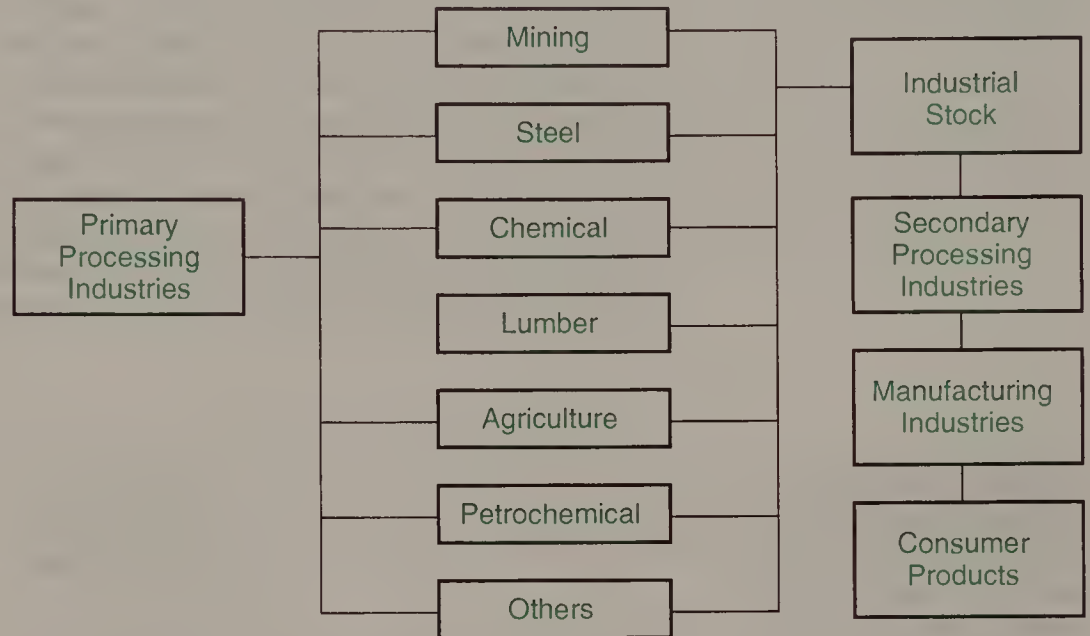 Primary
Processing
Industries
Mining
Steel
Chemical
Lumber
Agriculture
Petrochemical
Others
Industrial
Stock
Secondary
Processing
Industries
Manufacturing
Industries
Consumer
Products